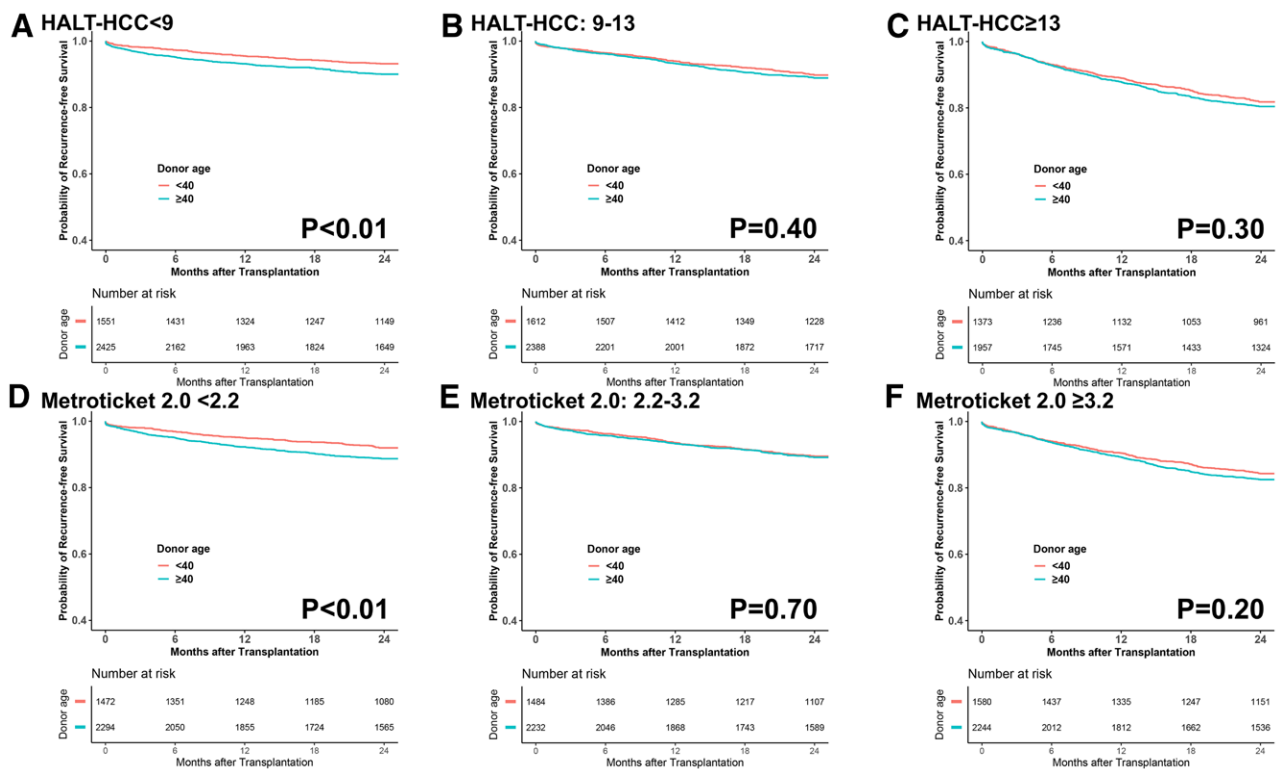 A HALT-HCC<9
Probability of Recurrence-free Survival
1.0
0.8
0.6
0.4
Donor age
<40
≥40
P<0.01
0 6 12 18 24
Months after Transplantation
Number at risk
Donor age
1551 1431 1324 1247 1149
2425 2162 1963 1824 1649
0 6 12 18 24
Months after Transplantation
B HALT-HCC: 9-13
Probability of Recurrence-free Survival
1.0
0.8
0.6
0.4
Donor age
<40
≥40
P=0.40
0 6 12 18 24
Months after Transplantation
Number at risk
Donor age
1612 1507 1412 1349 1228
2388 2201 2001 1872 1717
0 6 12 18 24
Months after Transplantation
C HALT-HCC≥13
Probability of Recurrence-free Survival
1.0
0.8
0.6
0.4
Donor age
<40
≥40
P=0.30
0 6 12 18 24
Months after Transplantation
Number at risk
Donor age
1373 1236 1132 1053 961
1957 1745 1571 1433 1324
0 6 12 18 24
Months after Transplantation
D Metroticket 2.0 <2.2
Probability of Recurrence-free Survival
1.0
0.8
0.6
0.4
Donor age
<40
≥40
P<0.01
0 6 12 18 24
Months after Transplantation
Number at risk
Donor age
1472 1351 1248 1185 1080
2294 2050 1855 1724 1565
0 6 12 18 24
Months after Transplantation
E Metroticket 2.0: 2.2-3.2
Probability of Recurrence-free Survival
1.0
0.8
0.6
0.4
Donor age
<40
≥40
P=0.70
0 6 12 18 24
Months after Transplantation
Number at risk
Donor age
1484 1386 1285 1217 1107
2232 2046 1868 1743 1589
0 6 12 18 24
Months after Transplantation
F Metroticket 2.0 ≥3.2
Probability of Recurrence-free Survival
1.0
0.8
0.6
0.4
Donor age
<40
≥40
P=0.20
0 6 12 18 24
Months after Transplantation
Number at risk
Donor age
1580 1437 1335 1247 1151
2244 2012 1812 1662 1536
0 6 12 18 24
Months after Transplantation